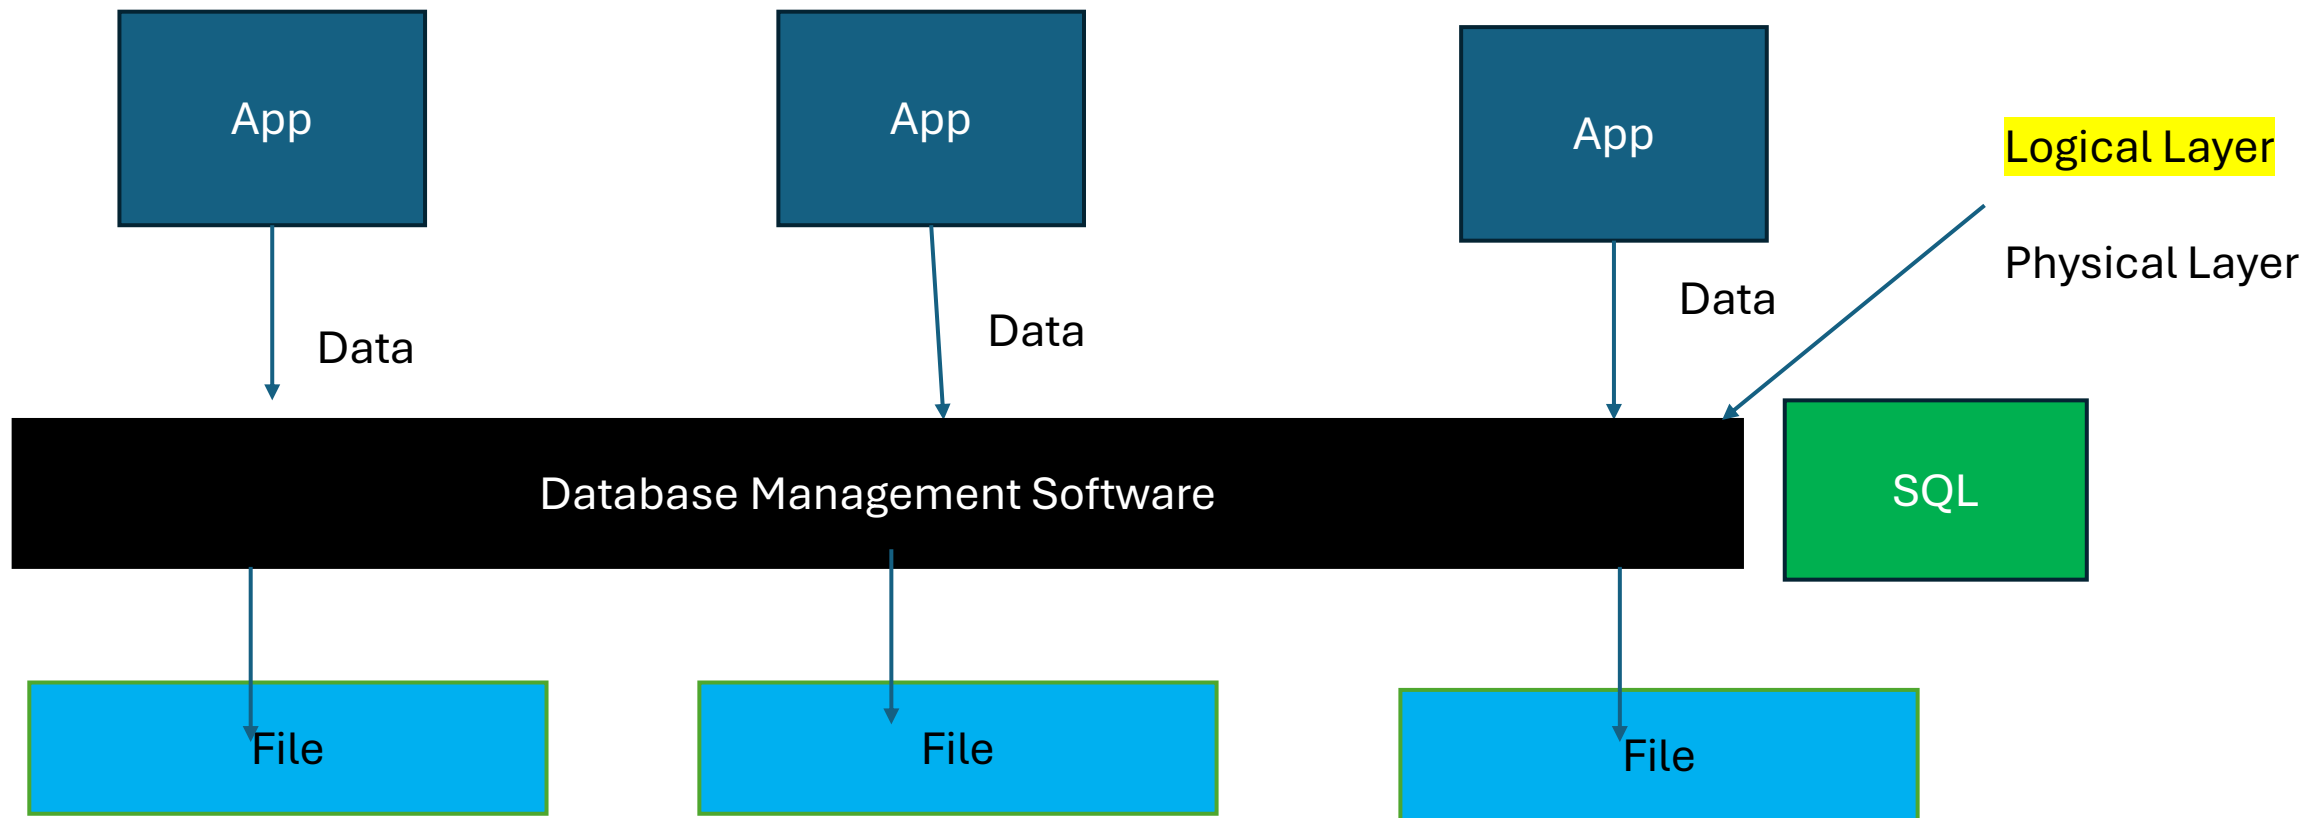 App
App
App
Logical Layer
Physical Layer
Data
Data
Data
Database Management Software
SQL
File
File
File